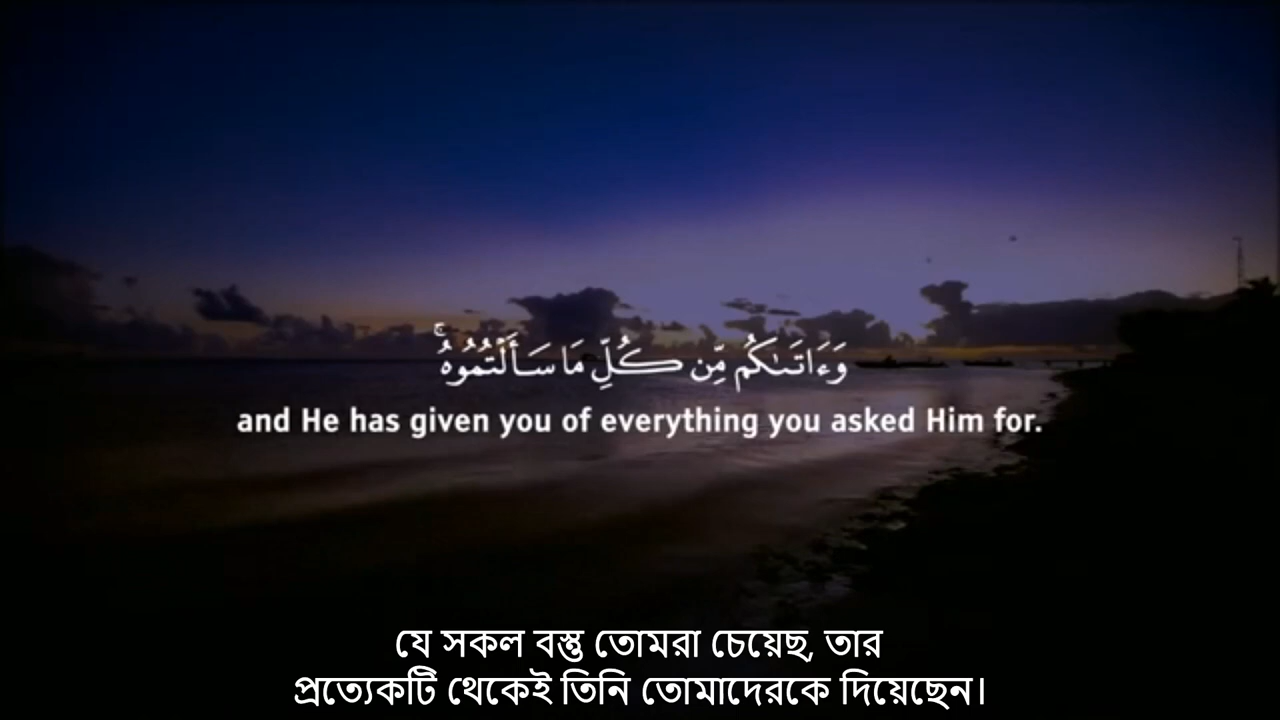 وَءَاتَىٰكُم مِّن كُلِّ مَا سَأَلْتُمُوهُۚ
and He has given you of everything you asked Him for.
যে সকল বস্তু তোমরা চেয়েছ, তার
প্রত্যেকটি থেকেই তিনি তোমাদেরকে দিয়েছেন।